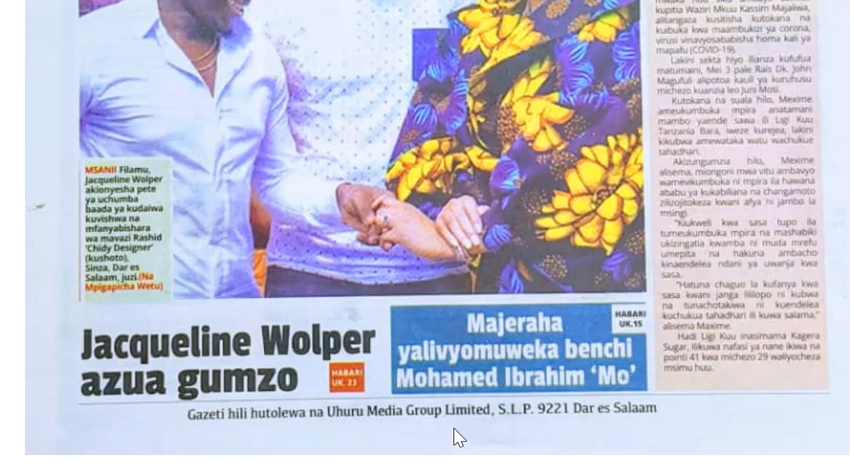 MSANII Filamu,
Jacqueline Wolper
akionyesha pete
ya uchumba
baada ya kudaiwa
kuvishwa na
mfanyabishara
wa mavazi Rashid
'Chidy Designer'
(kushoto),
Sinza, Dar es
Salaam, juzi.(Na
Mpigapicha Wetu)
Jacqueline Wolper
azua gumzo
HABARI
UK. 23
Majeraha
yalivyomuweka benchi
Mohamed Ibrahim 'Mo'
HABARI
UK.15
kupitia Waziri Mkuu Kassim Majaliwa,
alitangaza kusitisha kutokana na
kuibuka kwa maambukizi ya corona,
virusi vinavyosababisha homa kali ya
mapafu (COVID-19).
Lakini sekta hiyo ilianza kufufua
matumaini, Mei 3 pale Rais Dk. John
Magufuli alipotoa kauli ya kuruhusu
michezo kuanzia leo Juni Mosi.
Kutokana na suala hilo, Mexime
ameukumbuka mpira anatamani
mambo yaende sawa ili Ligi Kuu
Tanzania Bara, iweze kurejea, lakini
kikubwa amewataka watu wachukue
tahadhari.
Akizungumzia hilo, Mexime
alisema, miongoni mwa vitu ambavyo
wamevikumbuka ni mpira ila hawana
ababu ya kukabiliana na changamoto
zilizojitokeza kwani afya ni jambo la
msingi.
"Kiukweli kwa sasa tupo ila
tumeukumbuka mpira na mashabiki
ukizingatia kwamba ni muda mrefu
umepita na hakuna ambacho
kinaendelea ndani ya uwanja kwa
sasa.
"Hatuna chaguo la kufanya kwa
sasa kwani janga lililopo ni kubwa
na tunachotakiwa ni kuendelea
kuchukua tahadhari ili kuwa salama,"
alisema Maxime.
Hadi Ligi Kuu inasimama Kagera
Sugar, ilikuwa nafasi ya nane ikiwa na
pointi 41 kwa michezo 29 waliyocheza
msimu huu.
Gazeti hili hutolewa na Uhuru Media Group Limited, S.L.P. 9221 Dar es Salaam